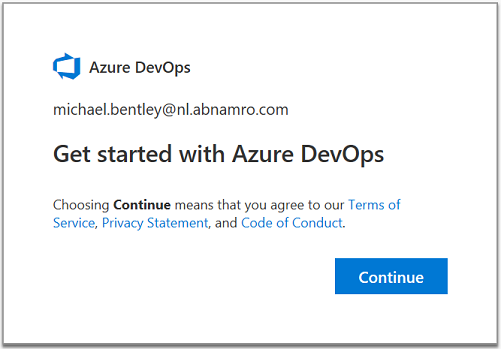 Azure DevOps
michael.bentley@nl.abnamro.com
Get started with Azure DevOps
Choosing Continue means that you agree to our Terms of
Service, Privacy Statement, and Code of Conduct.
Continue